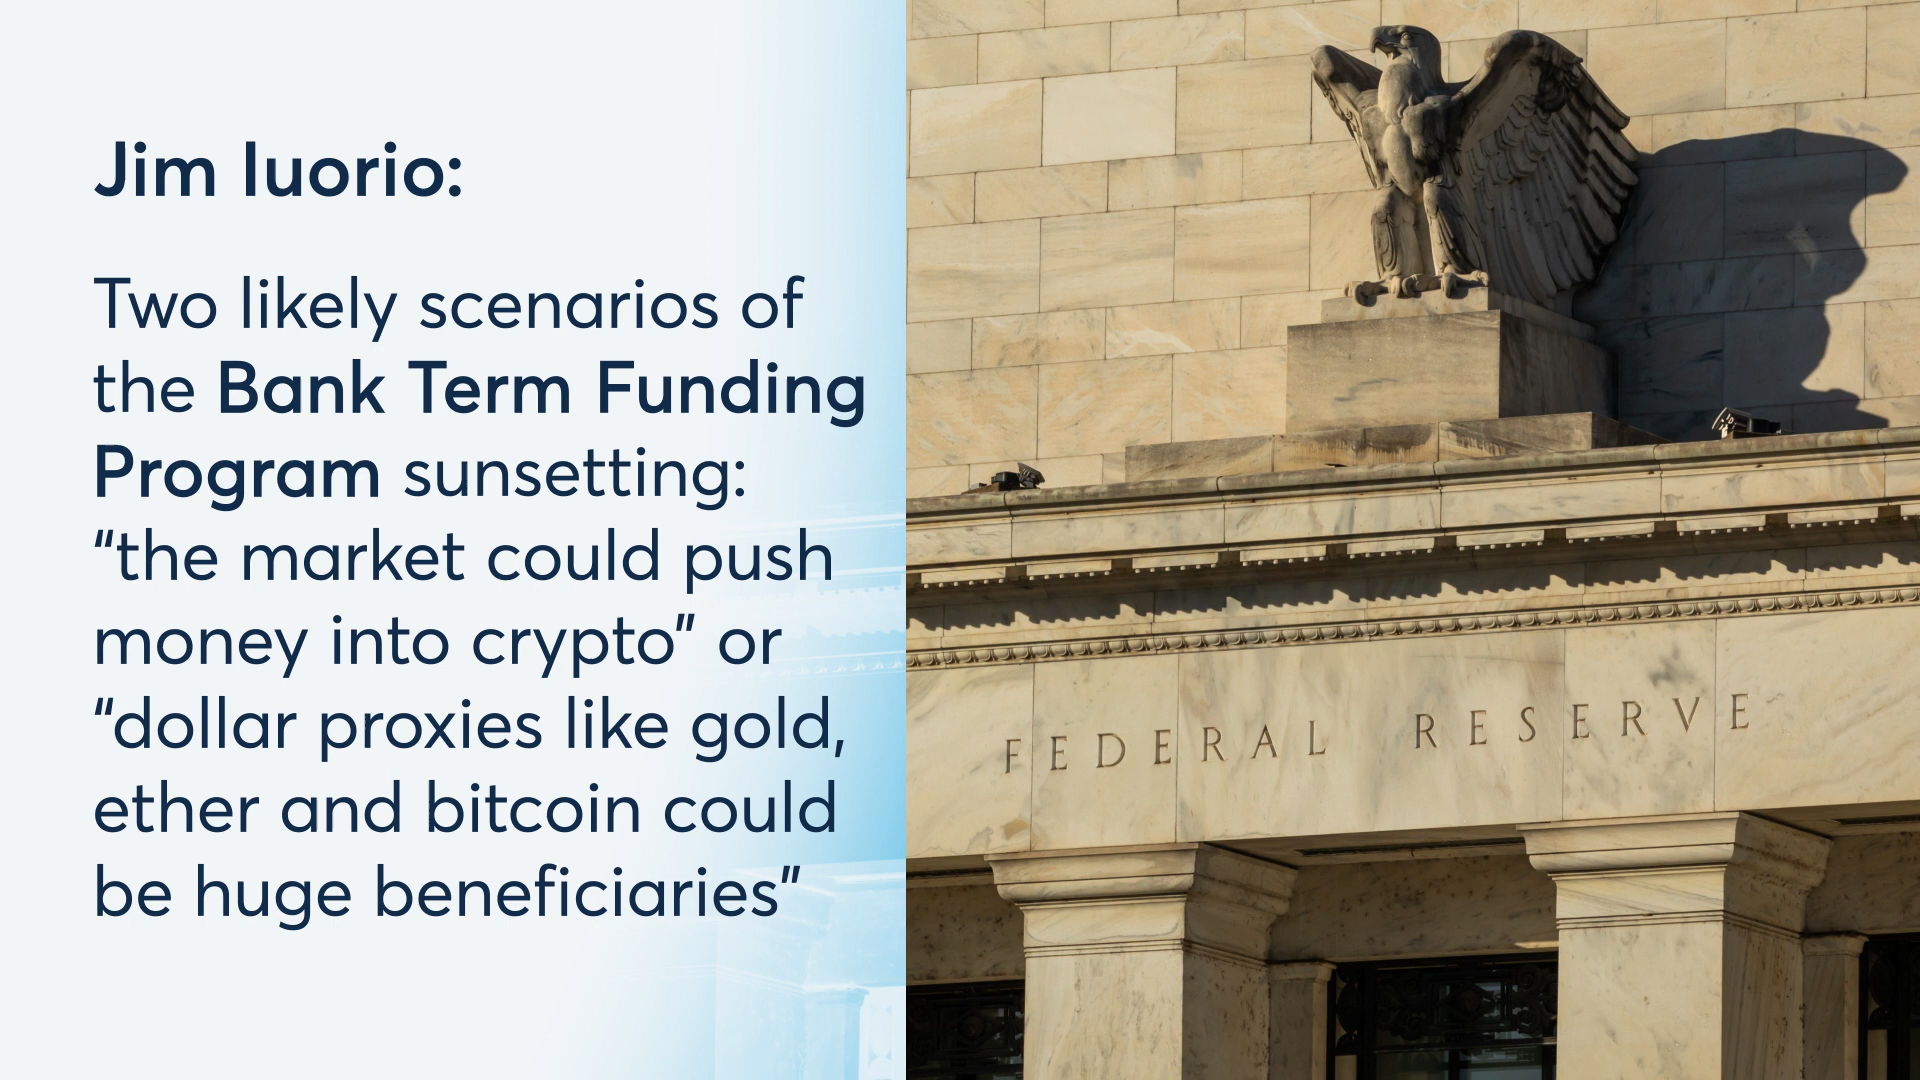 Jim Iuorio:
Two likely scenarios of
the Bank Term Funding
Program sunsetting:
“the market could push
money into crypto” or
“dollar proxies like gold,
ether and bitcoin could
be huge beneficiaries”
FEDERAL RESERVE